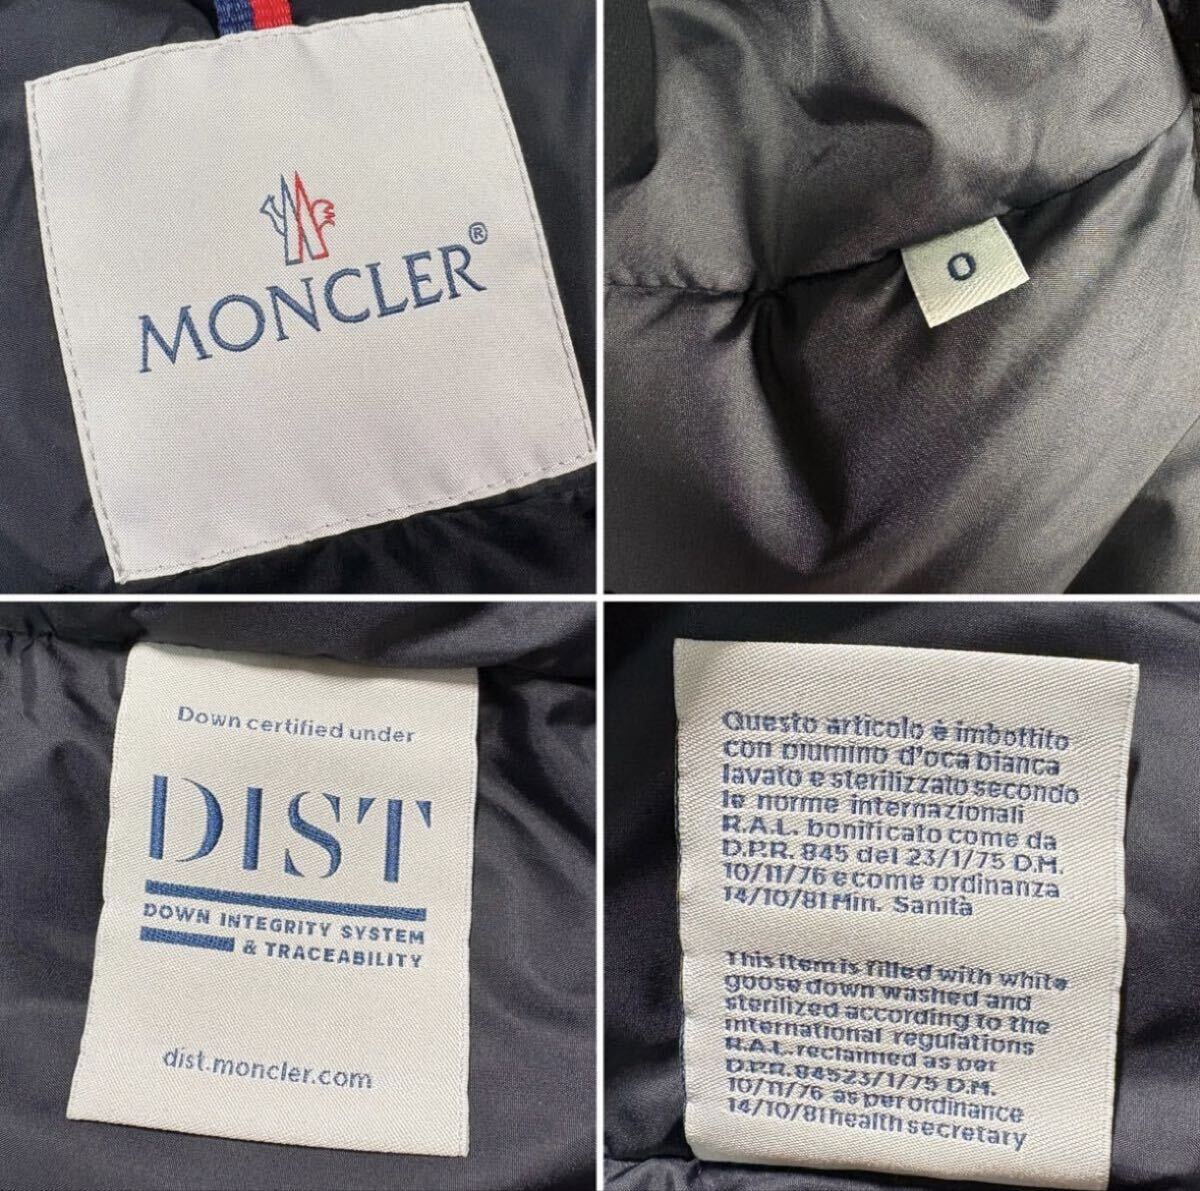 MONCLER®
0
Down certified under
DIST
DOWN INTEGRITY SYSTEM
& TRACEABILITY
dist.moncler.com
Questo articolo è imbottito
con piumino d'oca bianca
lavato e sterilizzato secondo
le norme internazionali
R.A.L. bonificato come da
D.P.R. 845 del 23/1/75 D.M.
10/11/76 e come ordinanza
14/10/81 Min. Sanità
This item is filled with white
goose down washed and
sterilized according to the
international regulations
R.A.L. reclaimed as per
D.P.R. 84523/1/75 D.M.
10/11/76 as per ordinance
14/10/81 health secretary